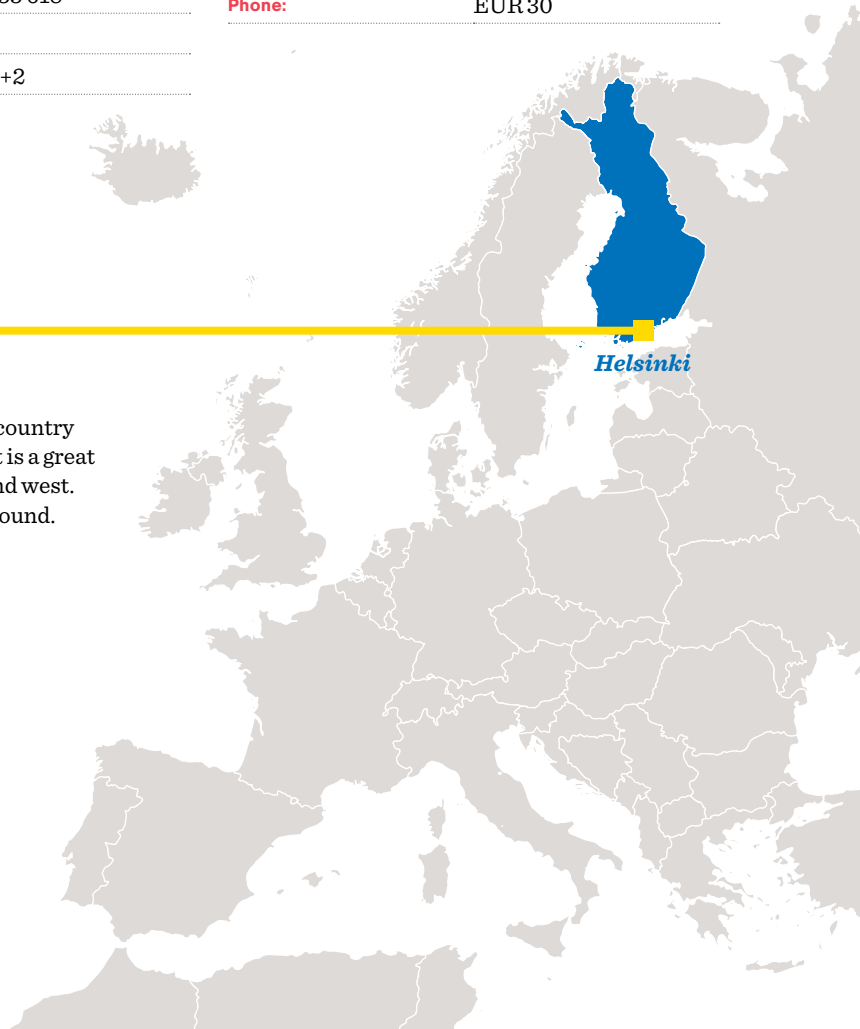 Phone: EUR 30
+2
Helsinki
country
t is a great
nd west.
ound.